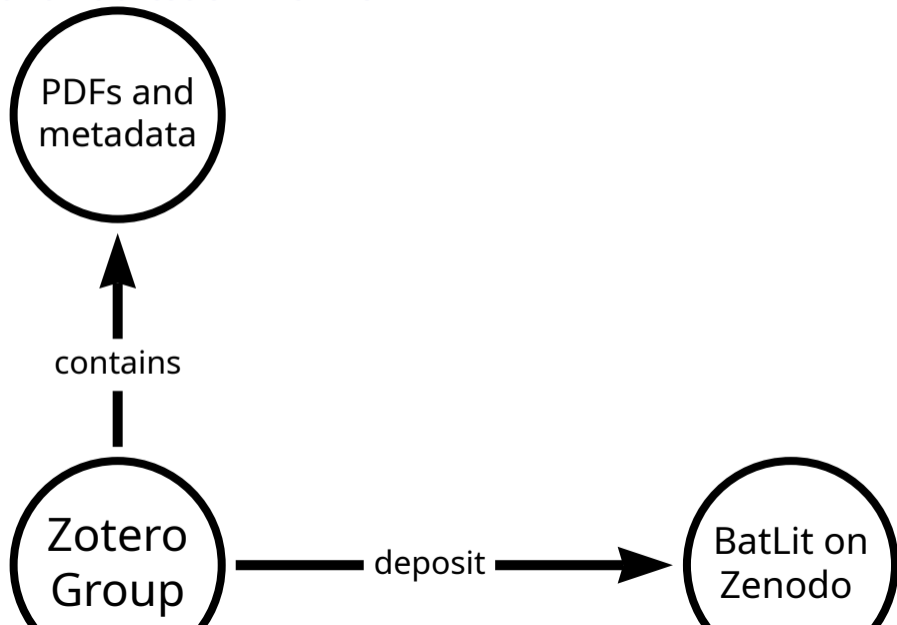 PDFs and
metadata
contains
Zotero
Group
deposit
BatLit on
Zenodo